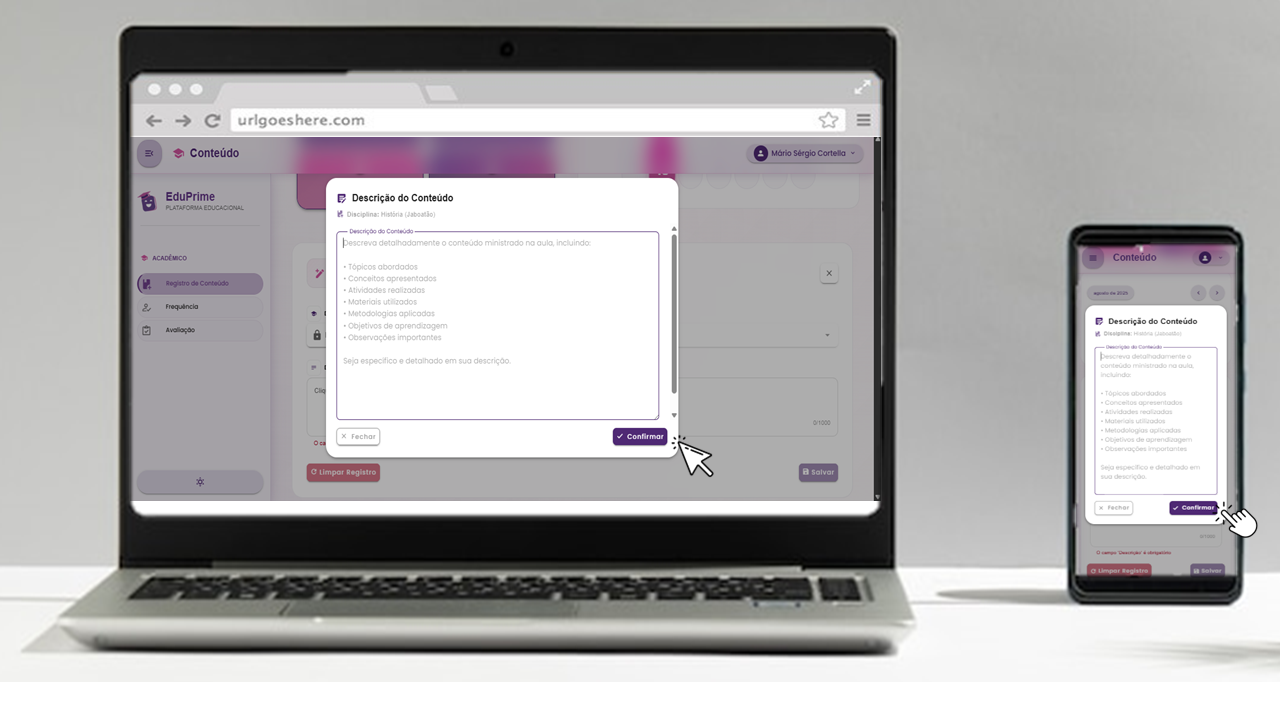 urlgoeshere.com
Conteúdo
Mário Sérgio Cortella
EduPrime
PLATAFORMA EDUCACIONAL
ACADÊMICO
Registro de Conteúdo
Frequência
Avaliação
Descrição do Conteúdo
Disciplina: História (Jaboatão)
Descrição do Conteúdo
Descreva detalhadamente o conteúdo ministrado na aula, incluindo:
• Tópicos abordados
• Conceitos apresentados
• Atividades realizadas
• Materiais utilizados
• Metodologias aplicadas
• Objetivos de aprendizagem
• Observações importantes
Seja específico e detalhado em sua descrição.
0/1000
Fechar
Confirmar
Limpar Registro
Salvar
Conteúdo
agosto de 2025
Descrição do Conteúdo
Disciplina: História (Jaboatão)
Descrição do Conteúdo
Descreva detalhadamente o
conteúdo ministrado na aula,
incluindo:
• Tópicos abordados
• Conceitos apresentados
• Atividades realizadas
• Materiais utilizados
• Metodologias aplicadas
• Objetivos de aprendizagem
• Observações importantes
Seja específico e detalhado em
sua descrição.
Fechar
Confirmar
0/1000
O campo 'Descrição' é obrigatório
Limpar Registro
Salvar